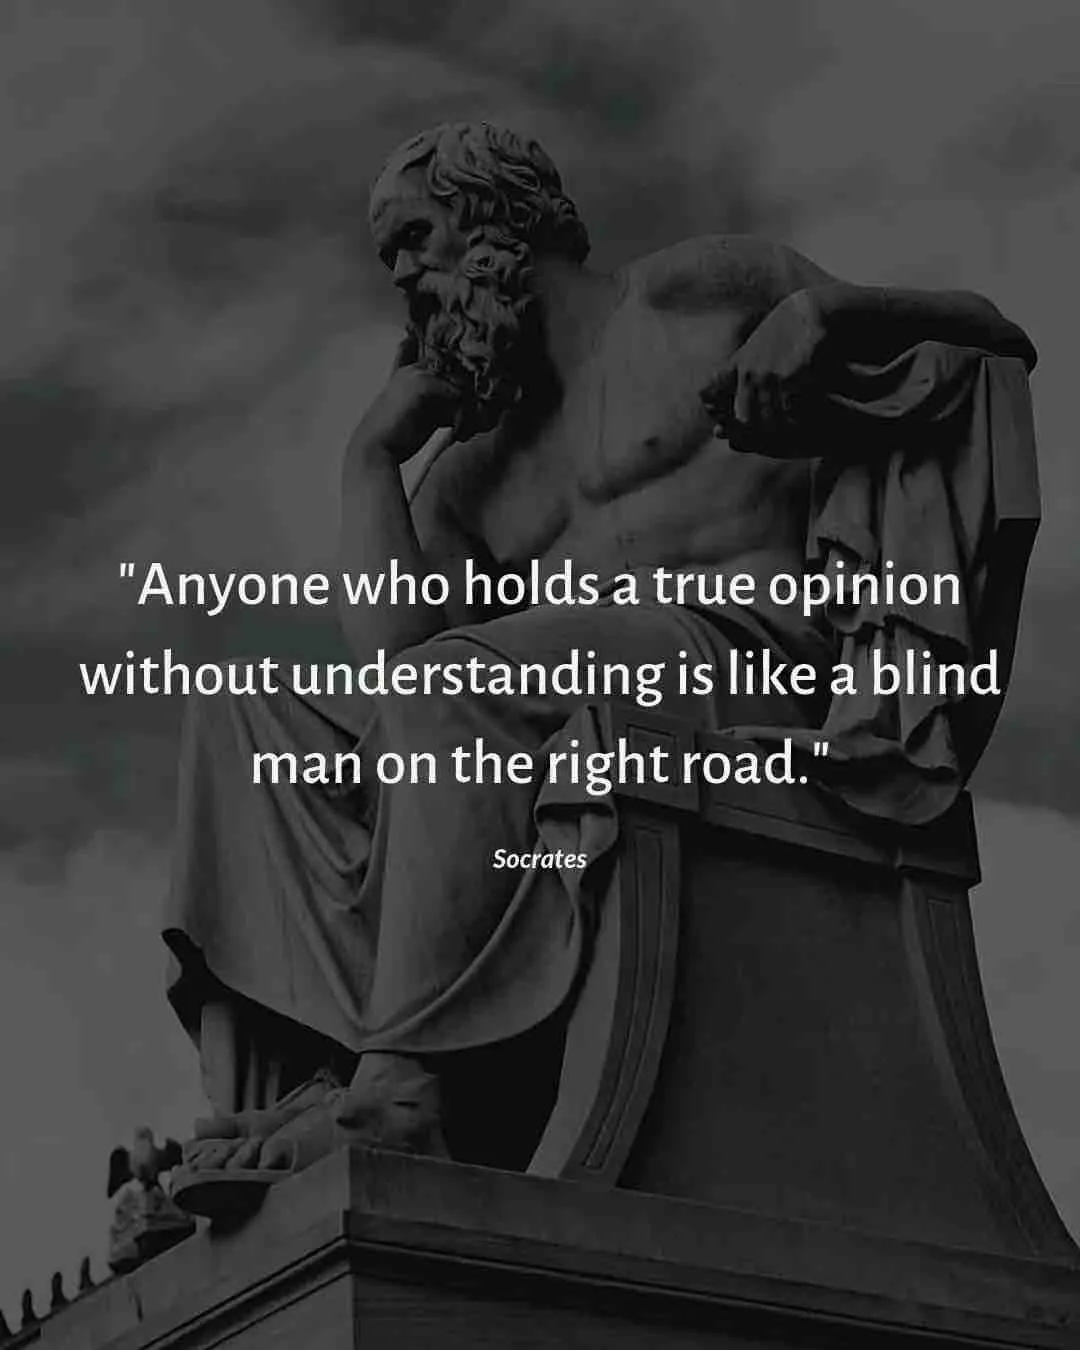 "Anyone who holds a true opinion
without understanding is like a blind
man on the right road."
Socrates